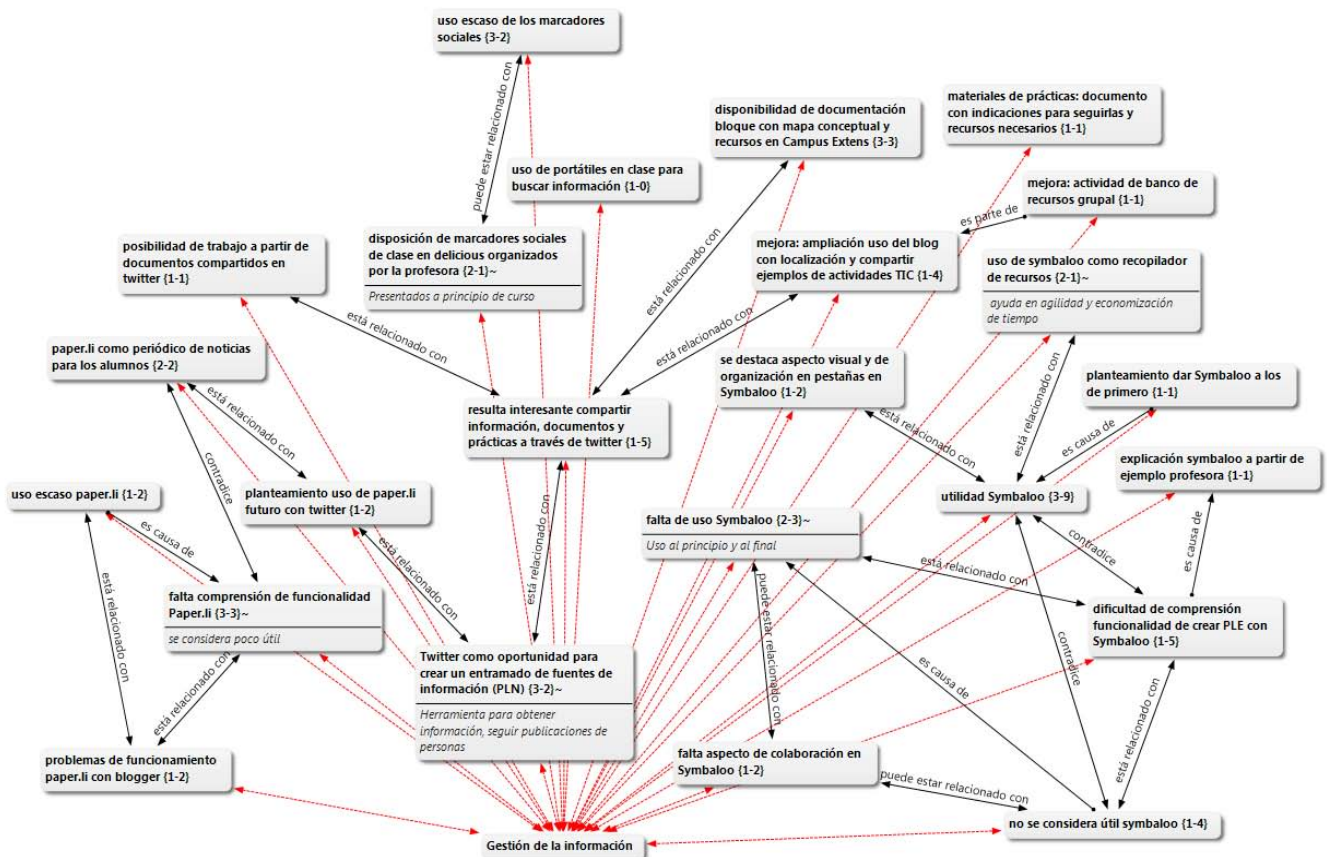 uso escaso de los marcadores
sociales {3-2}
puede estar relacionado con
disponibilidad de documentación
bloque con mapa conceptual y
recursos en Campus Extens {3-3}
materiales de prácticas: documento
con indicaciones para seguirlas y
recursos necesarios {1-1}
uso de portátiles en clase para
buscar información {1-0}
mejora: actividad de banco de
recursos grupal {1-1}
es parte de
posibilidad de trabajo a partir de
documentos compartidos en
twitter {1-1}
disposición de marcadores sociales
de clase en delicious organizados
por la profesora {2-1}~
Presentados a principio de curso
está relacionado con
mejora: ampliación uso del blog
con localización y compartir
ejemplos de actividades TIC {1-4}
uso de symbaloo como recopilador
de recursos {2-1}~
ayuda en agilidad y economización
de tiempo
está relacionado con
está relacionado con
paper.li como periódico de noticias
para los alumnos {2-2}
se destaca aspecto visual y de
organización en pestañas en
Symbaloo {1-2}
planteamiento dar Symbaloo a los
de primero {1-1}
está relacionado con
está relacionado con
resulta interesante compartir
información, documentos y
prácticas a través de twitter {1-5}
está relacionado con
es causa de
contradice
explicación symbaloo a partir de
ejemplo profesora {1-1}
uso escaso paper.li {1-2}
planteamiento uso de paper.li
futuro con twitter {1-2}
utilidad Symbaloo {3-9}
falta de uso Symbaloo {2-3}~
Uso al principio y al final
es causa de
está relacionado con
está relacionado con
contradice
es causa de
está relacionado con
está relacionado con
falta comprensión de funcionalidad
Paper.li {3-3}~
se considera poco útil
puede estar relacionado con
dificultad de comprensión
funcionalidad de crear PLE con
Symbaloo {1-5}
contradice
está relacionado con
Twitter como oportunidad para
crear un entramado de fuentes de
información (PLN) {3-2}~
Herramienta para obtener
información, seguir publicaciones de
personas
es causa de
está relacionado con
problemas de funcionamiento
paper.li con blogger {1-2}
falta aspecto de colaboración en
Symbaloo {1-2}
puede estar relacionado con
no se considera útil symbaloo {1-4}
Gestión de la información